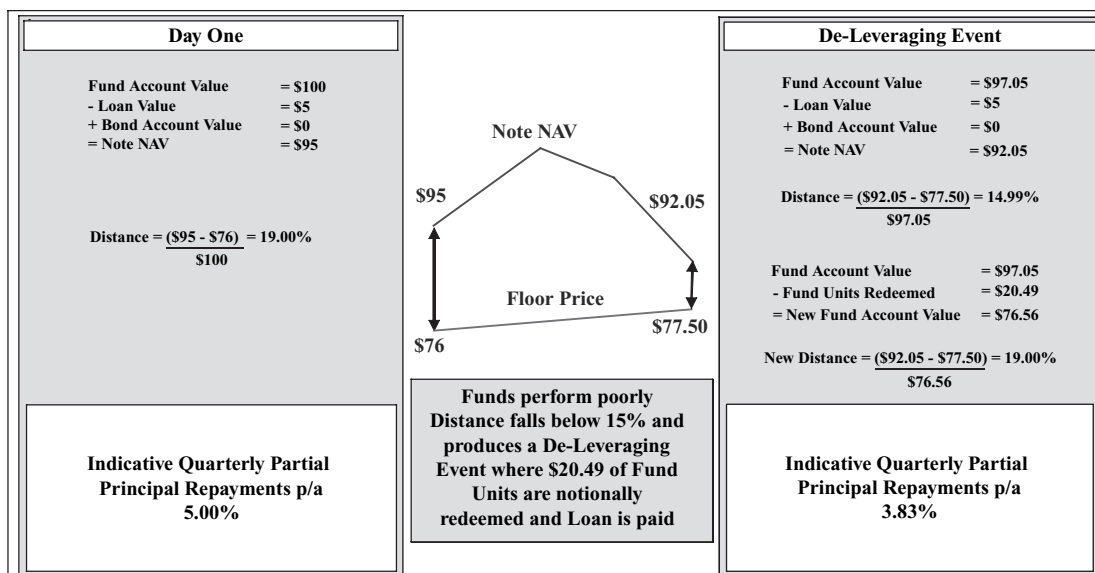 Day One
Fund Account Value = $100
- Loan Value = $5
+ Bond Account Value = $0
= Note NAV = $95
Distance = ($95 - $76) = 19.00%
$100
Indicative Quarterly Partial
Principal Repayments p/a
5.00%
Note NAV
$95
$92.05
Floor Price
$76
$77.50
Funds perform poorly
Distance falls below 15% and
produces a De-Leveraging
Event where $20.49 of Fund
Units are notionally
redeemed and Loan is paid
De-Leveraging Event
Fund Account Value = $97.05
- Loan Value = $5
+ Bond Account Value = $0
= Note NAV = $92.05
Distance = ($92.05 - $77.50) = 14.99%
$97.05
Fund Account Value = $97.05
- Fund Units Redeemed = $20.49
= New Fund Account Value = $76.56
New Distance = ($92.05 - $77.50) = 19.00%
$76.56
Indicative Quarterly Partial
Principal Repayments p/a
3.83%